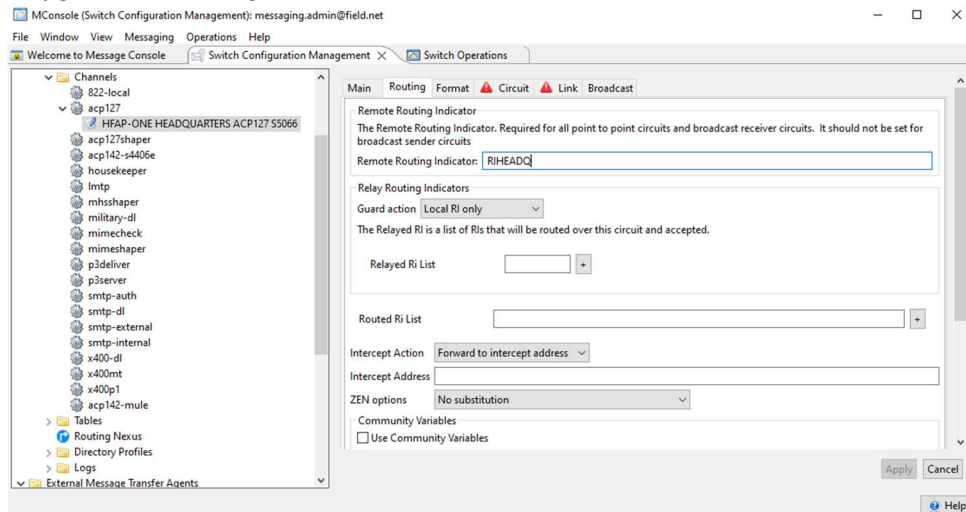 MConsole (Switch Configuration Management): messaging.admin@field.net
File Window View Messaging Operations Help
Welcome to Message Console Switch Configuration Management Switch Operations
Channels
822-local
acp127
HFAP-ONE HEADQUARTERS ACP127 S5066
acp127shaper
acp142-s4406e
housekeeper
lmtp
mhsshaper
military-dl
mimecheck
mimeshaper
p3deliver
p3server
smtp-auth
smtp-dl
smtp-external
smtp-internal
x400-dl
x400mt
x400p1
acp142-mule
Tables
Routing Nexus
Directory Profiles
Logs
External Message Transfer Agents
Main Routing Format Circuit Link Broadcast
Remote Routing Indicator
The Remote Routing Indicator. Required for all point to point circuits and broadcast receiver circuits. It should not be set for
broadcast sender circuits
Remote Routing Indicator: RIHEADQ
Relay Routing Indicators
Guard action Local RI only
The Relayed RI is a list of RIs that will be routed over this circuit and accepted.
Relayed Ri List +
Routed Ri List +
Intercept Action Forward to intercept address
Intercept Address
ZEN options No substitution
Community Variables
Use Community Variables
Apply Cancel
Help